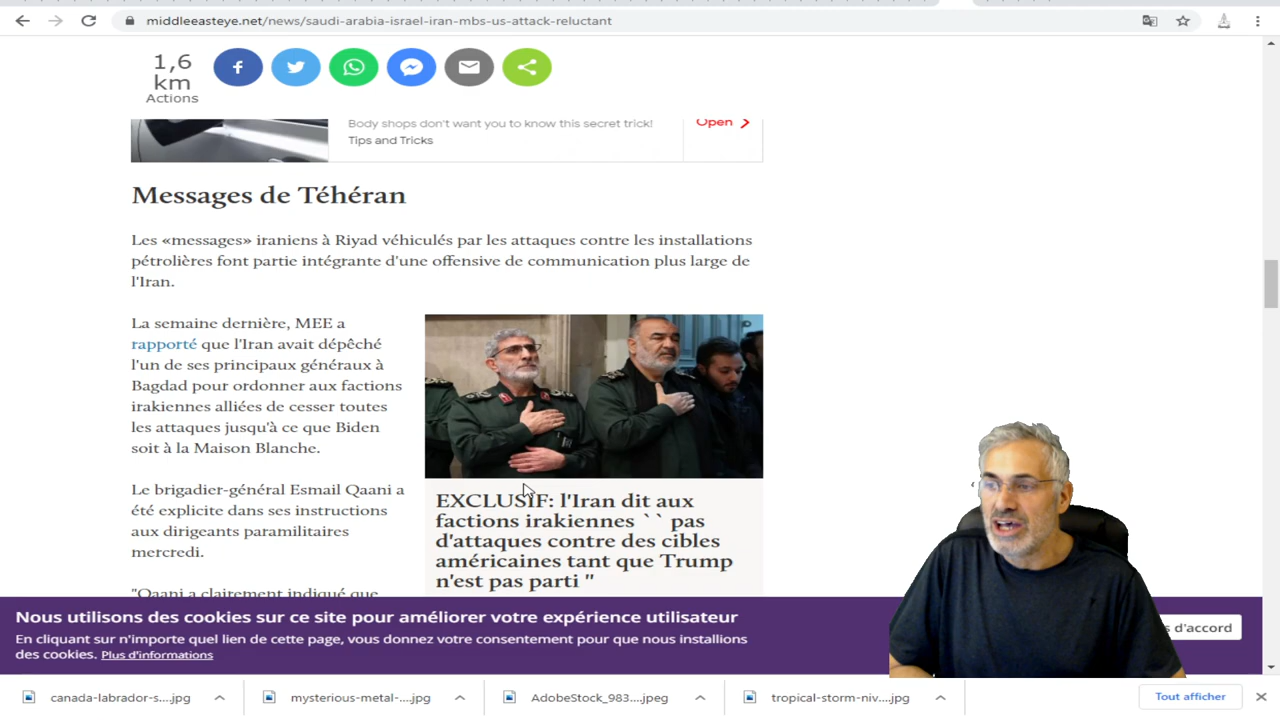 middleeasteye.net/news/saudi-arabia-israel-iran-mbs-us-attack-reluctant
1,6
km
Actions
Body shops don't want you to know this secret trick!
Tips and Tricks
Open
Messages de Téhéran
Les «messages» iraniens à Riyad véhiculés par les attaques contre les installations
pétrolières font partie intégrante d'une offensive de communication plus large de
l'Iran.
La semaine dernière, MEE a
rapporté que l'Iran avait dépêché
l'un de ses principaux généraux à
Bagdad pour ordonner aux factions
irakiennes alliées de cesser toutes
les attaques jusqu'à ce que Biden
soit à la Maison Blanche.
Le brigadier-général Esmail Qaani a
été explicite dans ses instructions
aux dirigeants paramilitaires
mercredi.
"Qaani a clairement indiqué que
EXCLUSIF: l'Iran dit aux
factions irakiennes `` pas
d'attaques contre des cibles
américaines tant que Trump
n'est pas parti "
Nous utilisons des cookies sur ce site pour améliorer votre expérience utilisateur
En cliquant sur n'importe quel lien de cette page, vous donnez votre consentement pour que nous installions
des cookies. Plus d'informations
s d'accord
canada-labrador-s....jpg
mysterious-metal-....jpg
AdobeStock_983....jpeg
tropical-storm-niv....jpg
Tout afficher